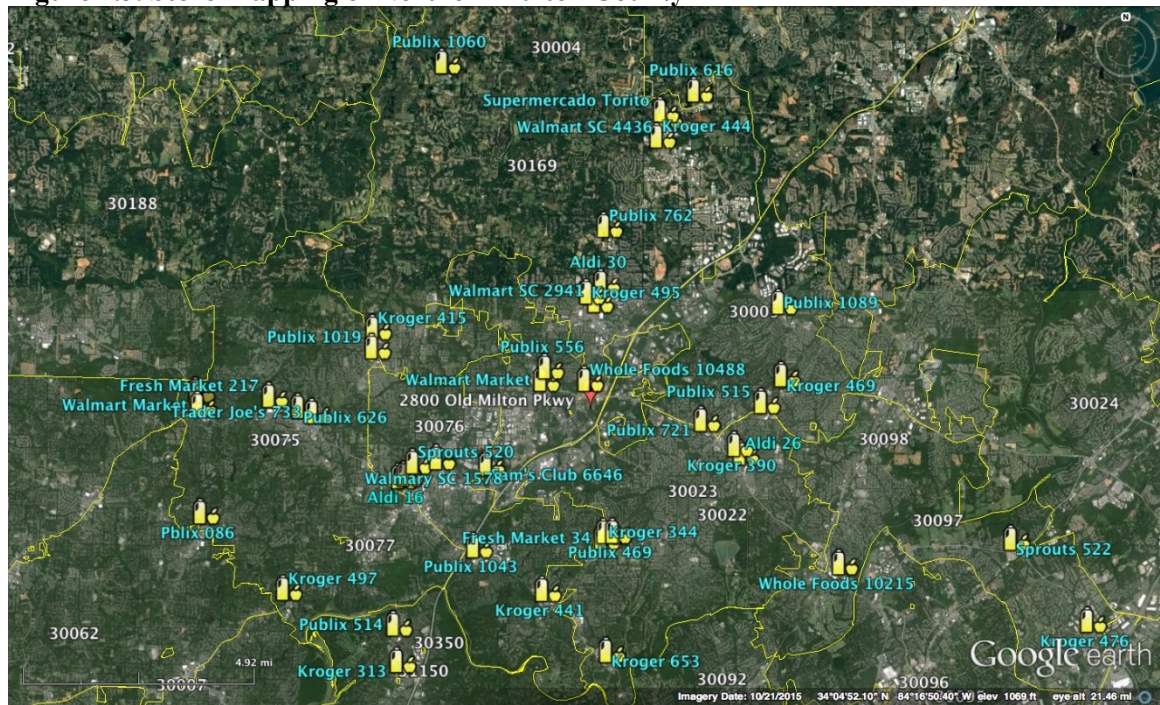 Publix 1060
30004
Publix 616
Supermercado Torito
Walmart SC 4436
Kroger 444
30169
30188
Publix 762
Aldi 30
Walmart SC 2941
Kroger 495
Publix 1089
Kroger 415
Publix 1019
Publix 556
Whole Foods 10488
Walmart Market
Fresh Market 217
Kroger 469
Publix 515
2800 Old Milton Pkwy
Walmart Market
Trader Joe's 733
Publix 626
30024
30076
Publix 721
30075
30098
Aldi 26
Sprouts 520
Kroger 390
Walmary SC 1578
Sam's Club 6646
Aldi 16
30023
30022
30097
Pblix 086
Kroger 344
Fresh Market 34
30077
Publix 469
Sprouts 522
Publix 1043
Kroger 497
Whole Foods 10215
Kroger 441
Publix 514
30062
30350
Kroger 476
Google earth
4.92 mi
Kroger 313
Kroger 653
30092
30096
Imagery Date: 10/21/2015 34°04'52.10" N 84°16'50.40" W elev 1069 ft eye alt 21.46 mi
N